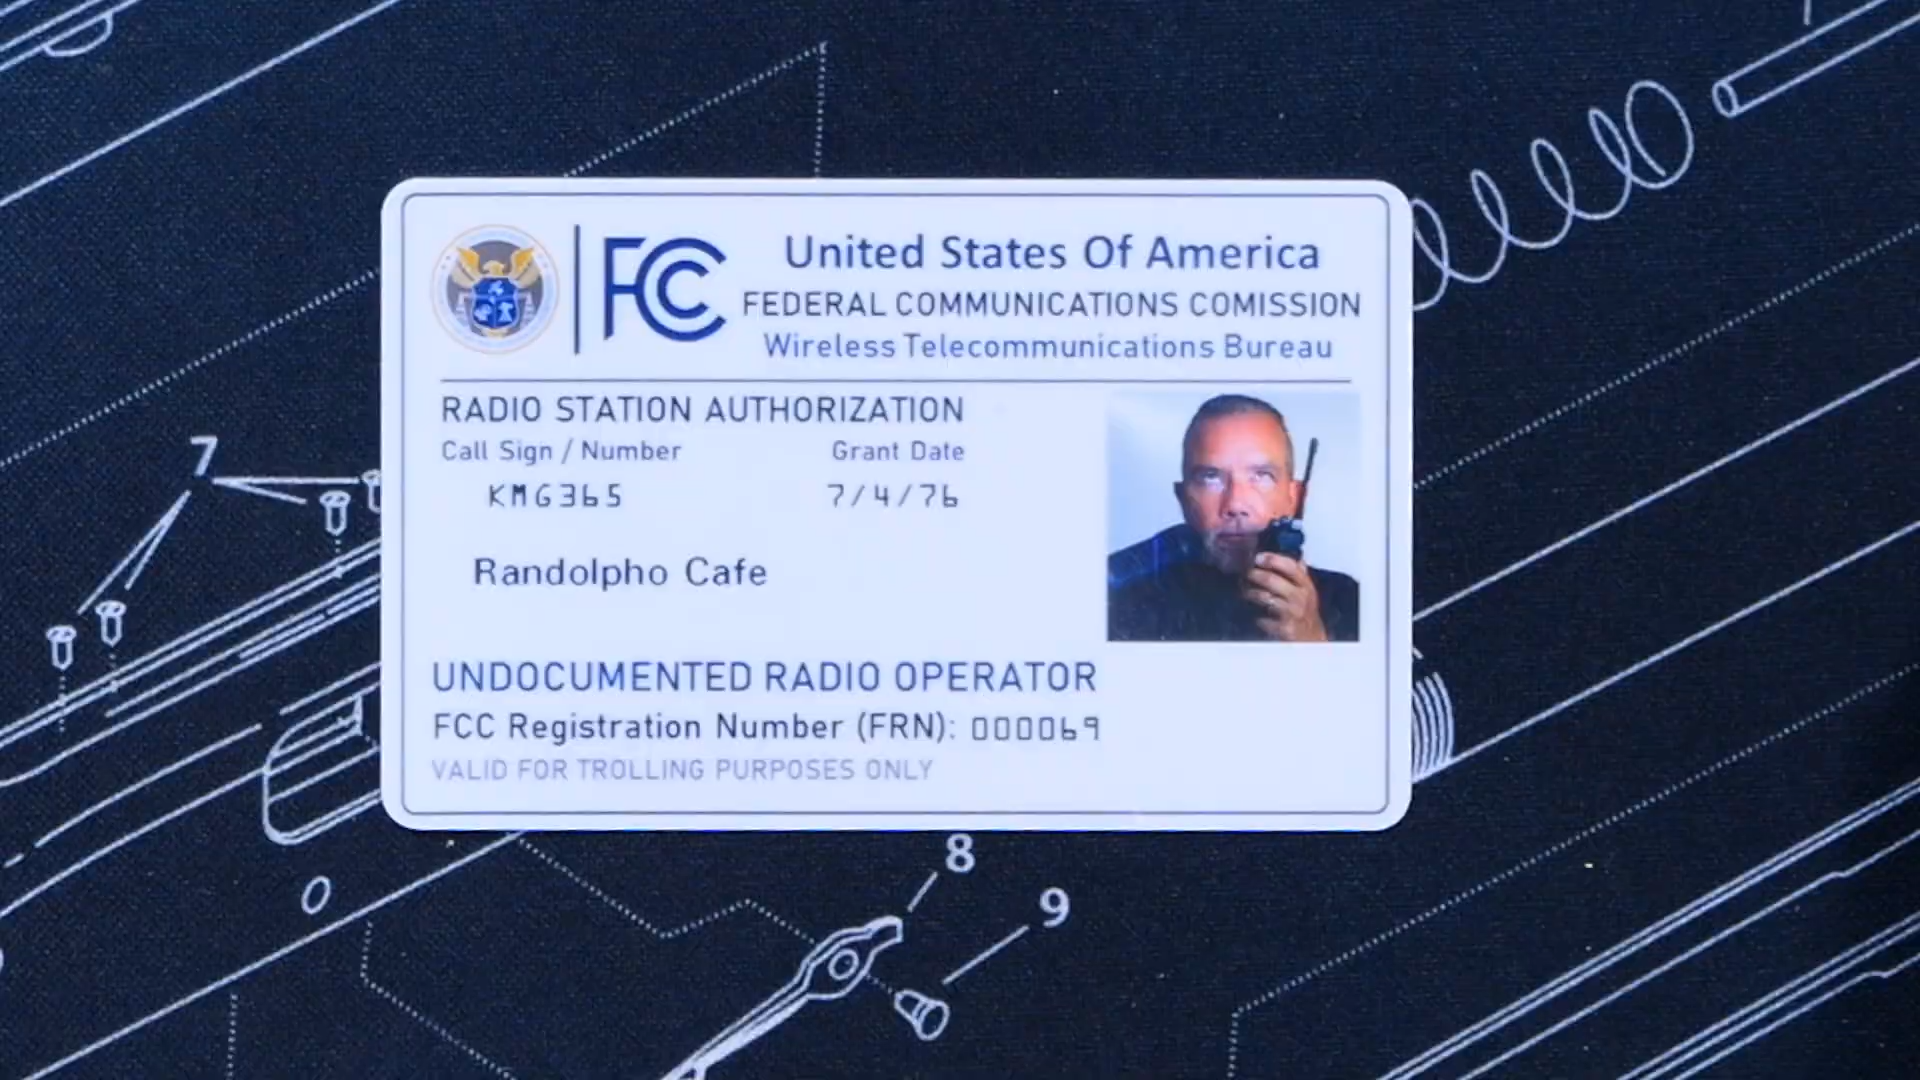 FCC
United States Of America
FEDERAL COMMUNICATIONS COMISSION
Wireless Telecommunications Bureau
RADIO STATION AUTHORIZATION
Call Sign / Number Grant Date
KMG365 7/4/76
Randolpho Cafe
UNDOCUMENTED RADIO OPERATOR
FCC Registration Number (FRN): 000069
VALID FOR TROLLING PURPOSES ONLY
7
8
9
0